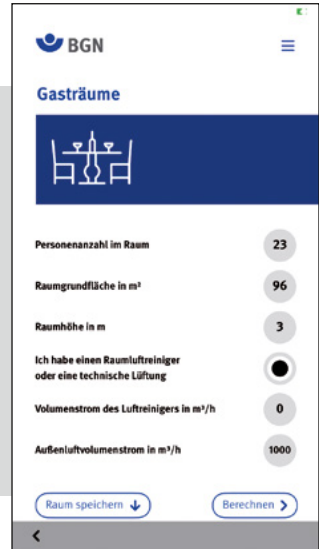 BGN
Gasträume
Personenanzahl im Raum 23
Raumgrundfläche in m² 96
Raumhöhe in m 3
Ich habe einen Raumluftreiniger
oder eine technische Lüftung
Volumenstrom des Luftreinigers in m³/h 0
Außenluftvolumenstrom in m³/h 1000
Raum speichern Berechnen